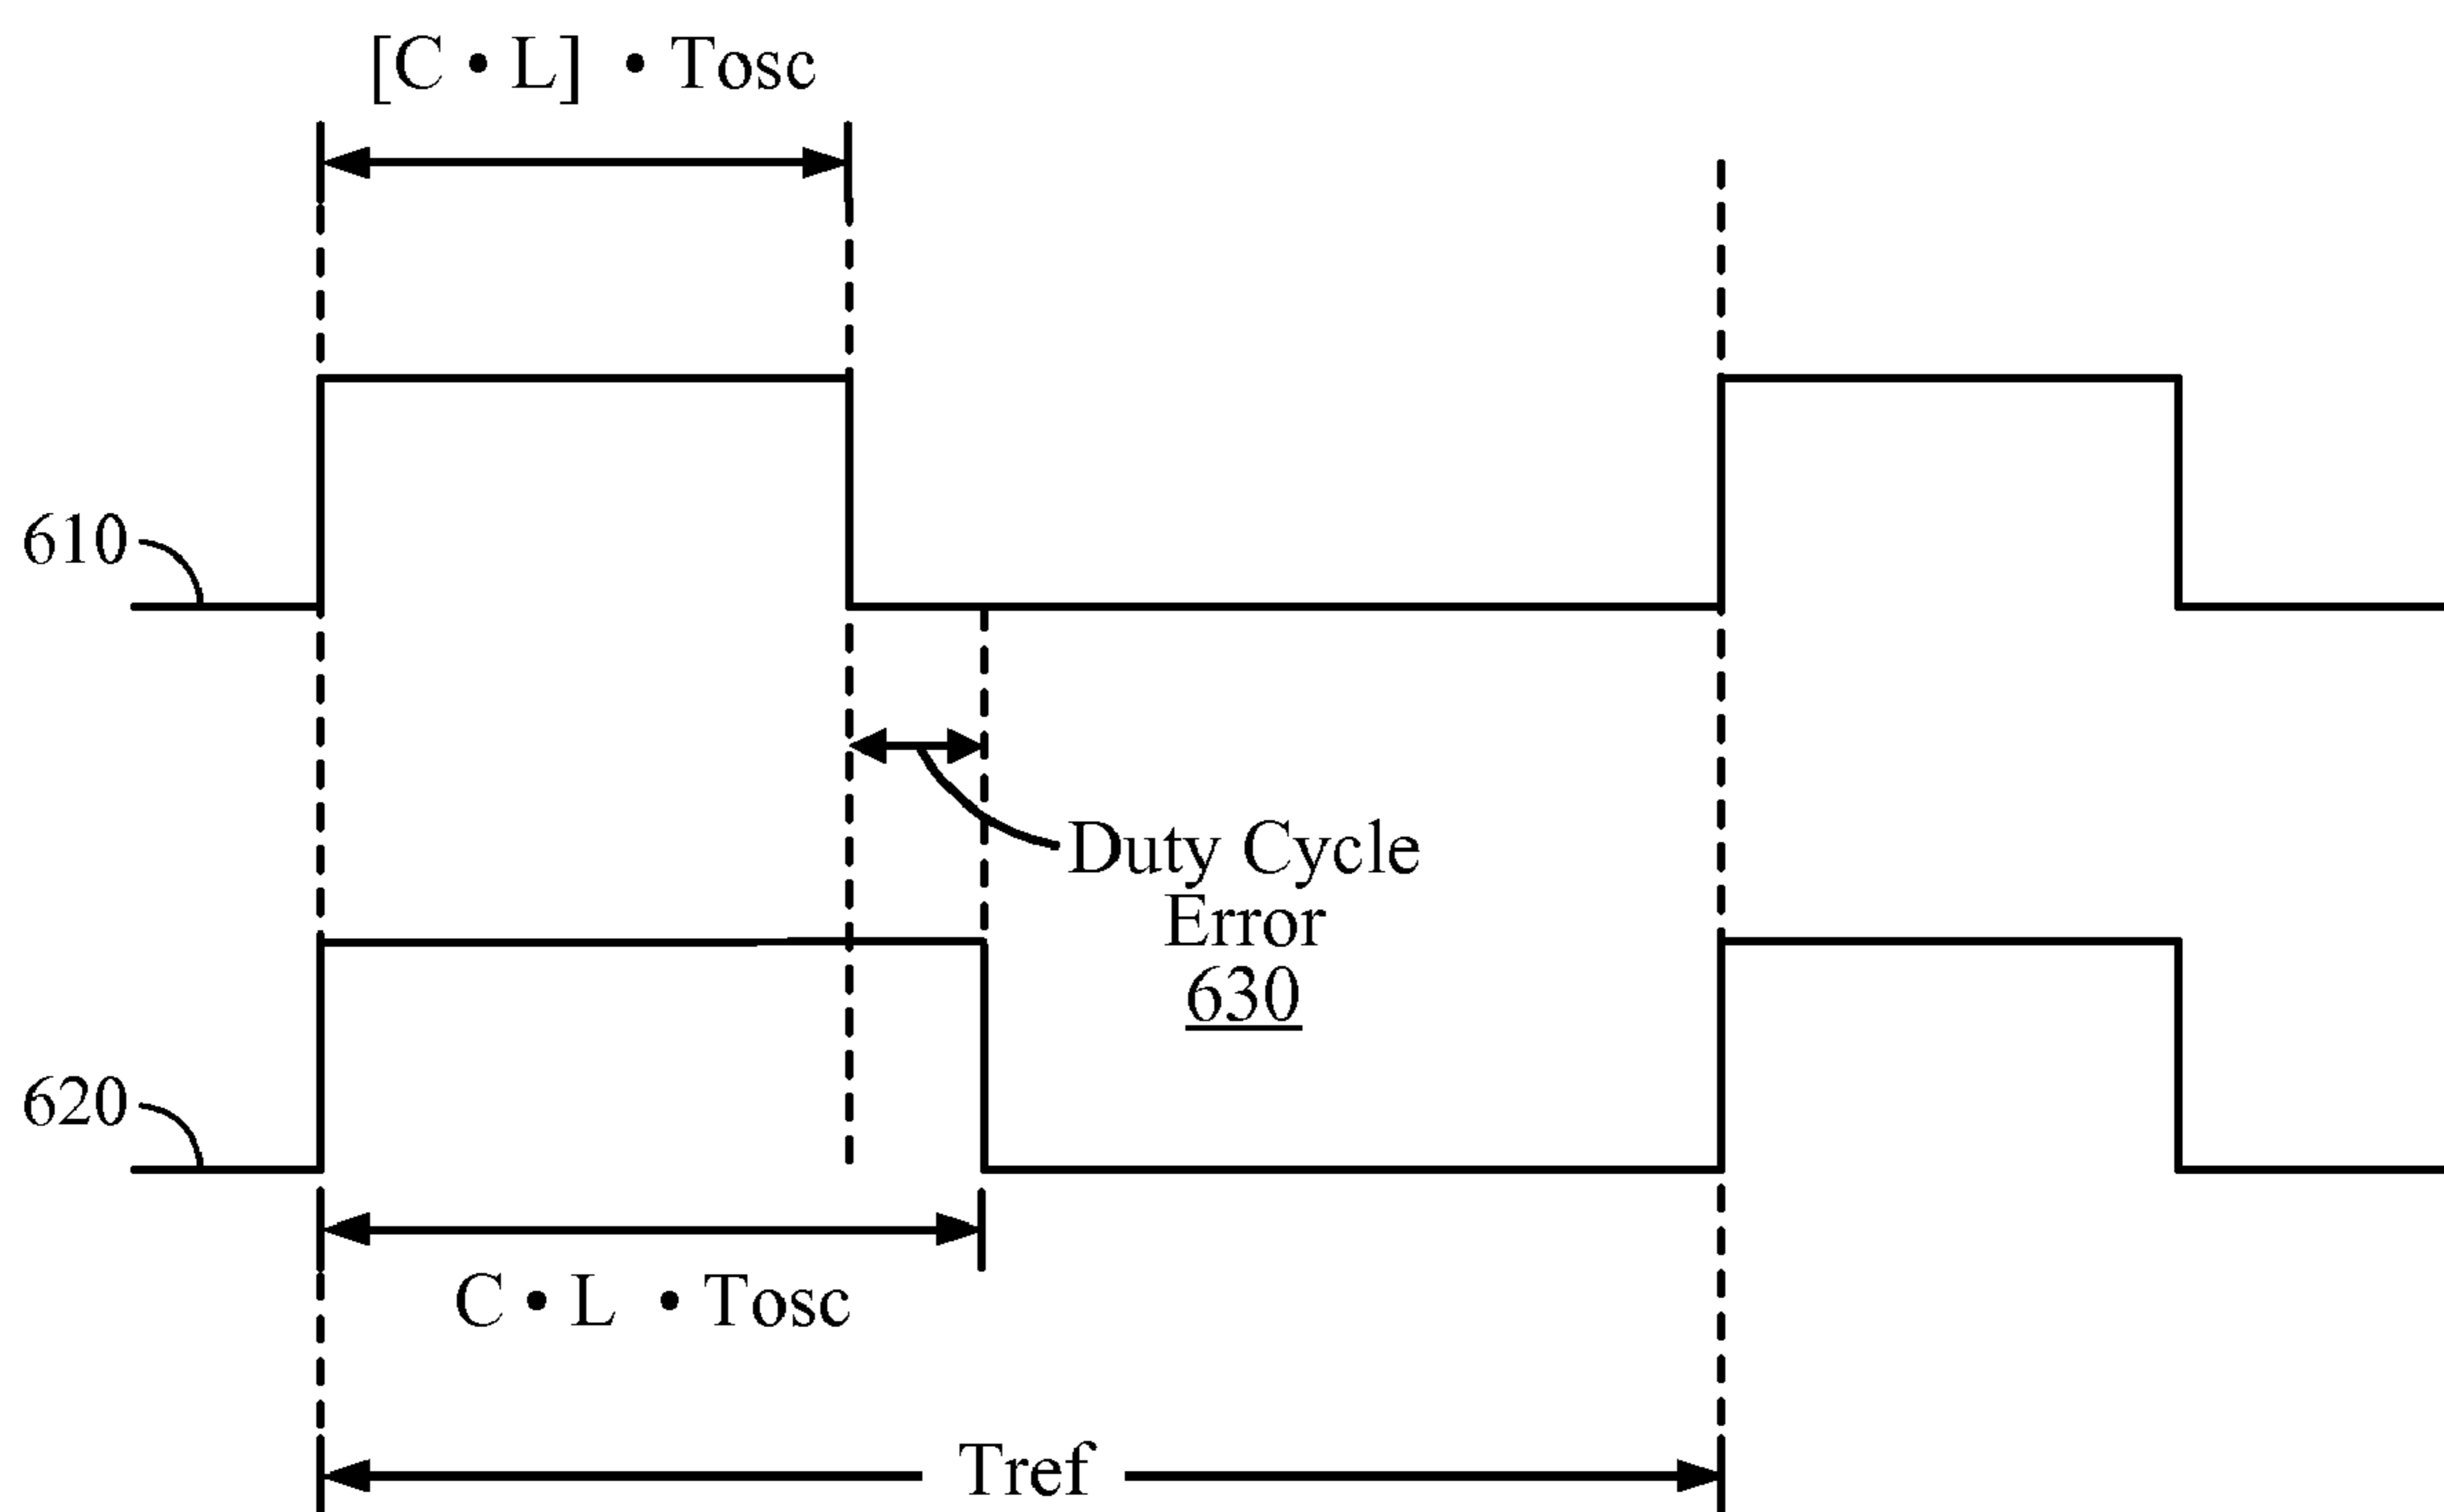 [C • L] • Tosc
610
Duty Cycle
Error
630
620
C • L • Tosc
Tref